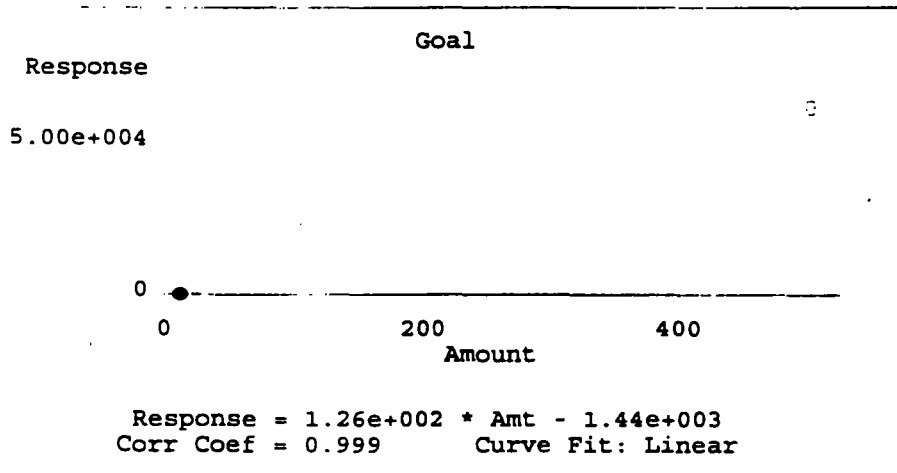 Goal
Response
5.00e+004
0
0 200 400
Amount
Response = 1.26e+002 * Amt - 1.44e+003
Corr Coef = 0.999 Curve Fit: Linear